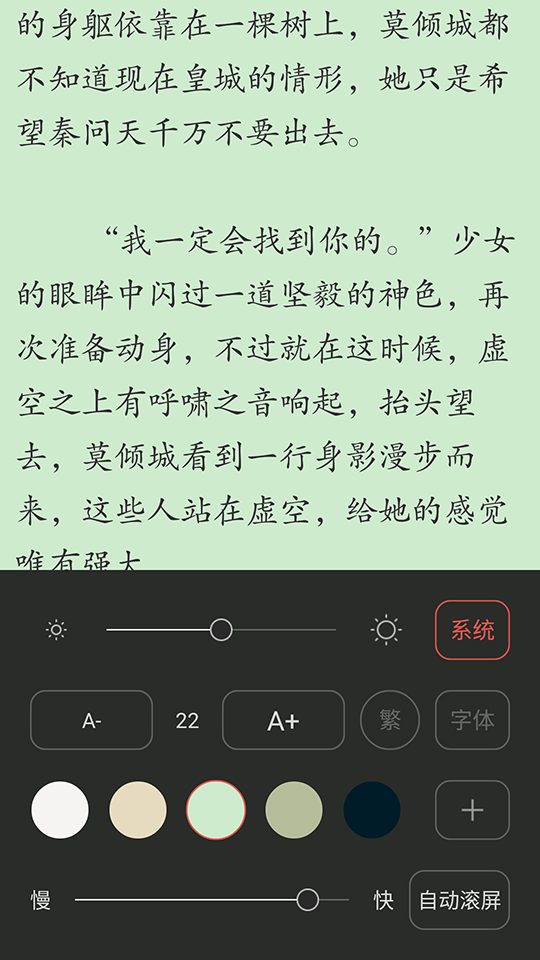 的身躯依靠在一棵树上，莫倾城都
不知道现在皇城的情形，她只是希
望秦问天千万不要出去。
“我一定会找到你的。”少女
的眼眸中闪过一道坚毅的神色，再
次准备动身，不过就在这时候，虚
空之上有呼啸之音响起，抬头望
去，莫倾城看到一行身影漫步而
来，这些人站在虚空，给她的感觉
唯有强大
系统
A- 22 A+ 繁 字体
+
慢 快 自动滚屏